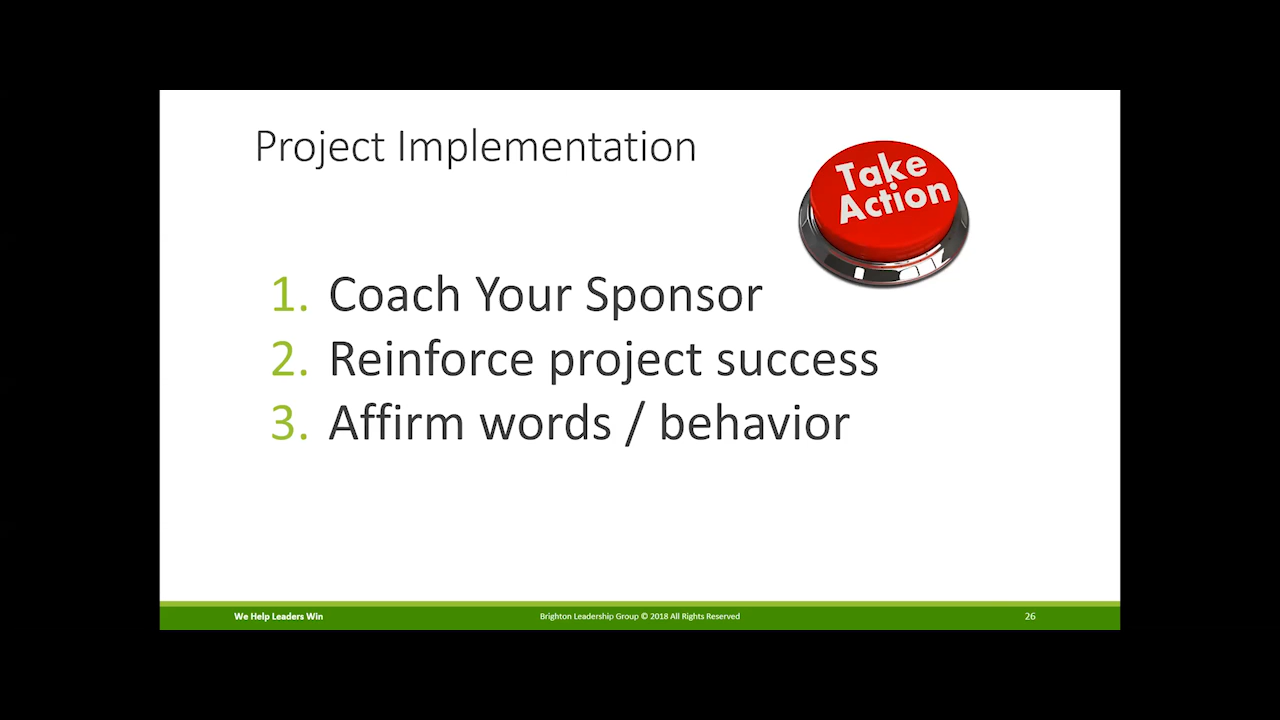 Project Implementation
Take
Action
1. Coach Your Sponsor
2. Reinforce project success
3. Affirm words / behavior
We Help Leaders Win
Brighton Leadership Group © 2018 All Rights Reserved
26